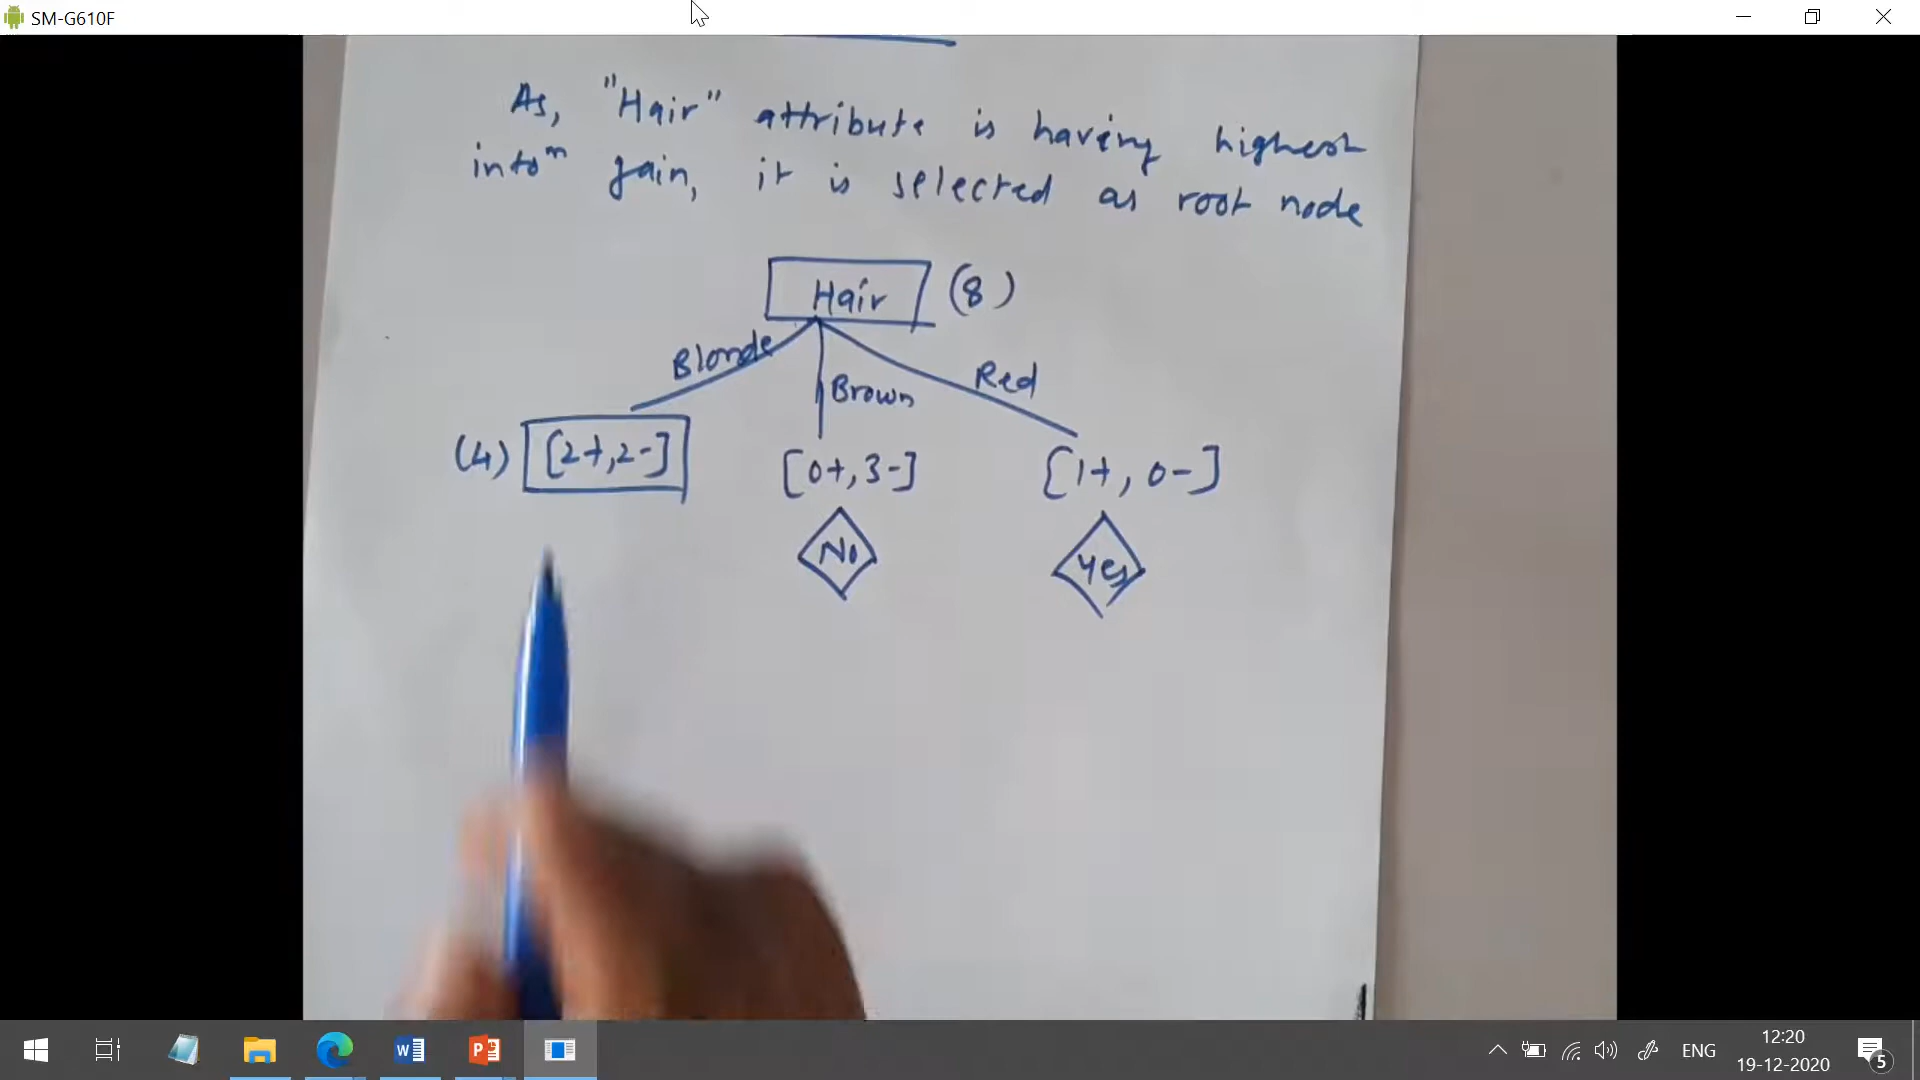 SM-G610F
As, "Hair" attribute is having highest
infoⁿ gain, it is selected as root node
Hair (8)
Blonde
Brown
Red
(4) [2+,2-]
[0+,3-]
[1+, 0-]
No
Yes
12:20
ENG
19-12-2020
5